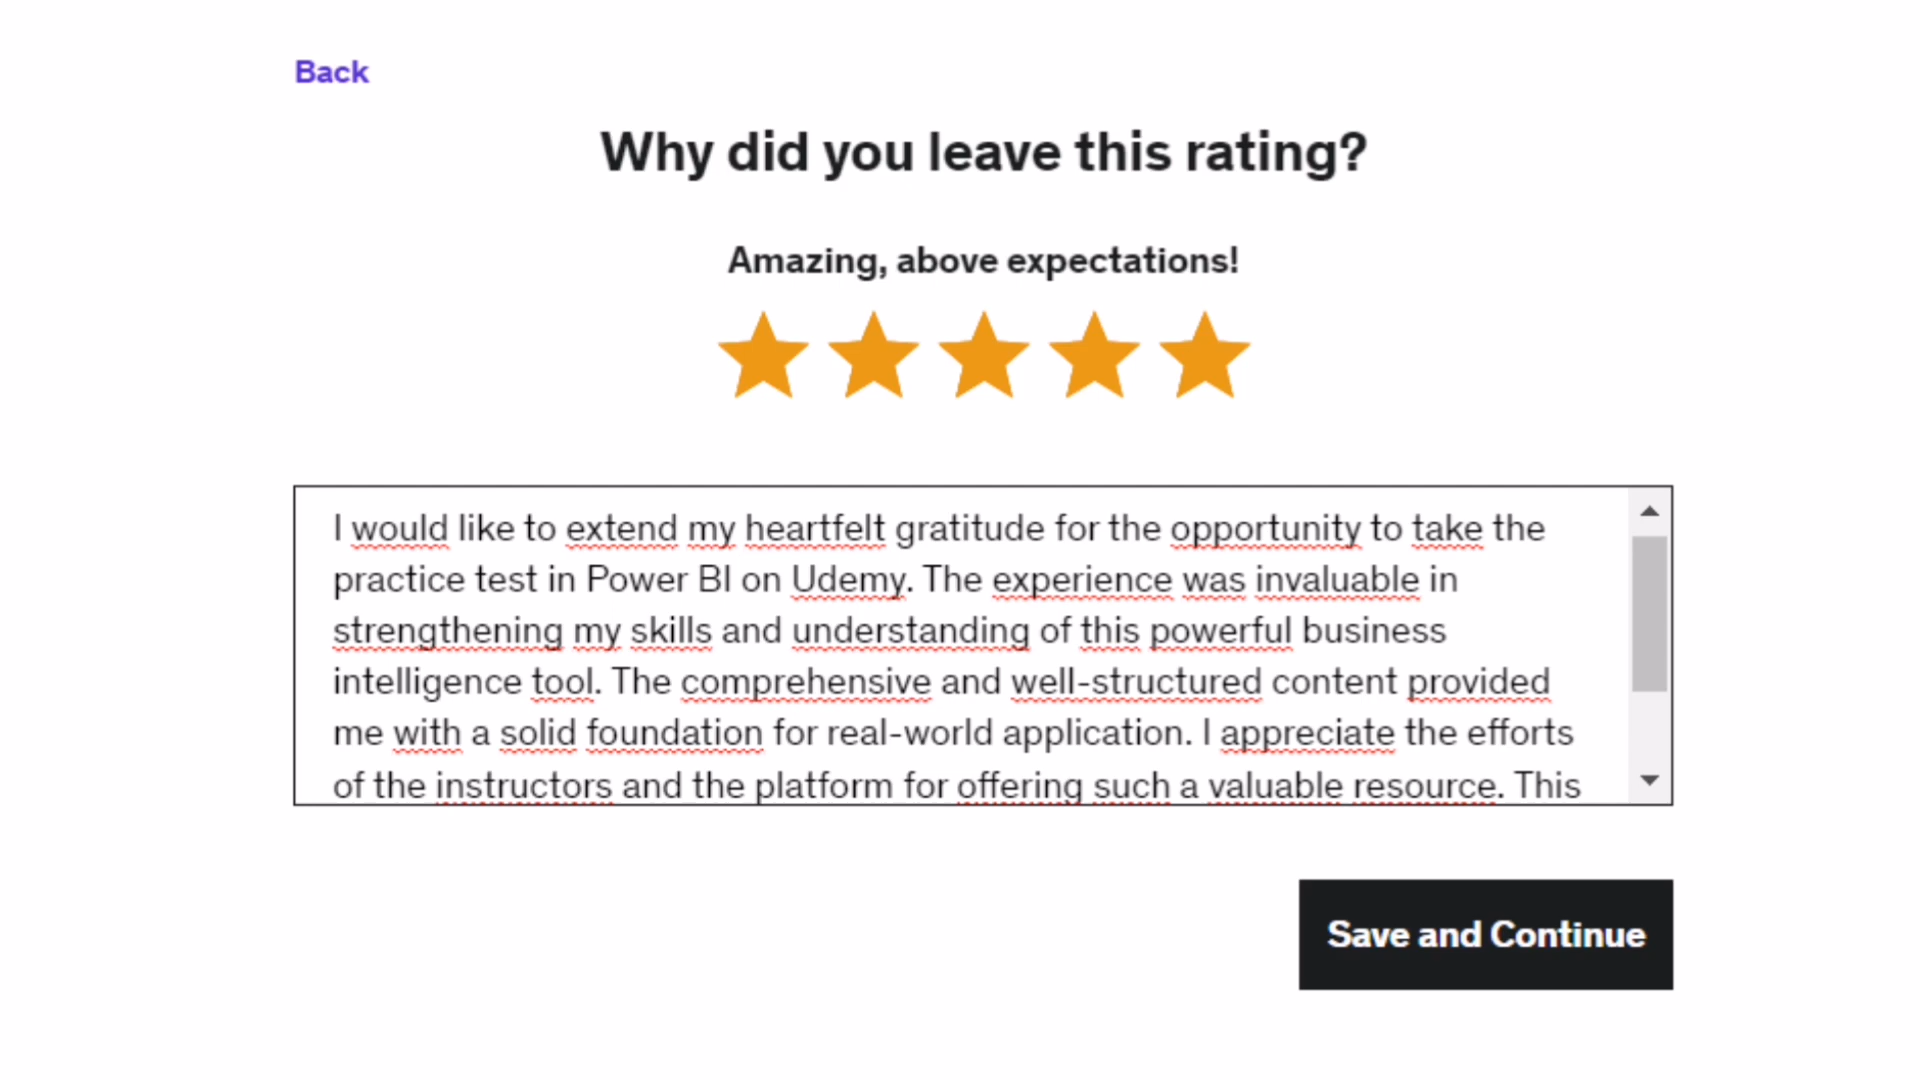 Back
Why did you leave this rating?
Amazing, above expectations!
I would like to extend my heartfelt gratitude for the opportunity to take the
practice test in Power BI on Udemy. The experience was invaluable in
strengthening my skills and understanding of this powerful business
intelligence tool. The comprehensive and well-structured content provided
me with a solid foundation for real-world application. I appreciate the efforts
of the instructors and the platform for offering such a valuable resource. This
Save and Continue